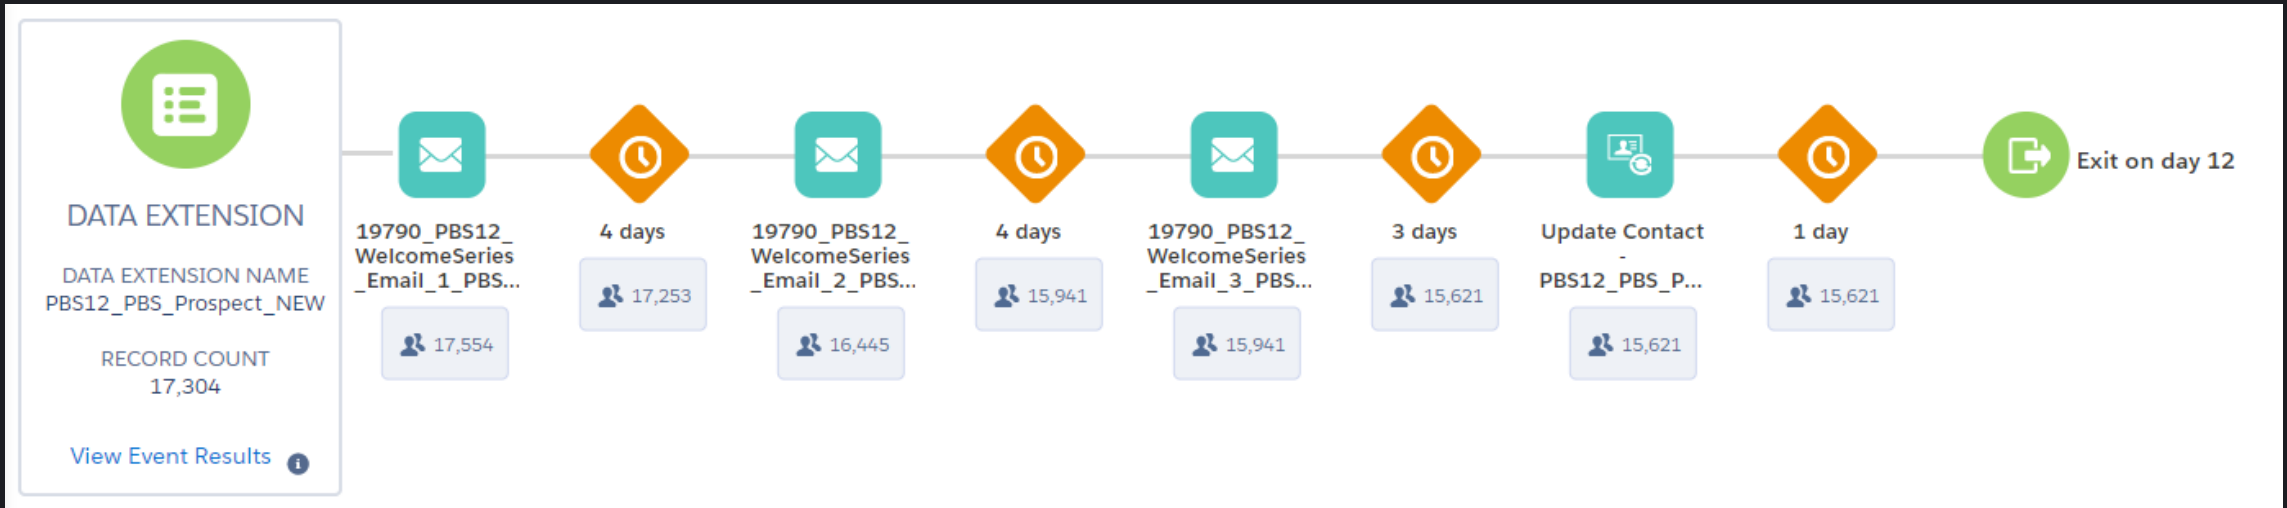 DATA EXTENSION
DATA EXTENSION NAME
PBS12_PBS_Prospect_NEW
RECORD COUNT
17,304
View Event Results
19790_PBS12_
WelcomeSeries
_Email_1_PBS...
17,554
4 days
17,253
19790_PBS12_
WelcomeSeries
_Email_2_PBS...
16,445
4 days
15,941
19790_PBS12_
WelcomeSeries
_Email_3_PBS...
15,941
3 days
15,621
Update Contact
-
PBS12_PBS_P...
15,621
1 day
15,621
Exit on day 12